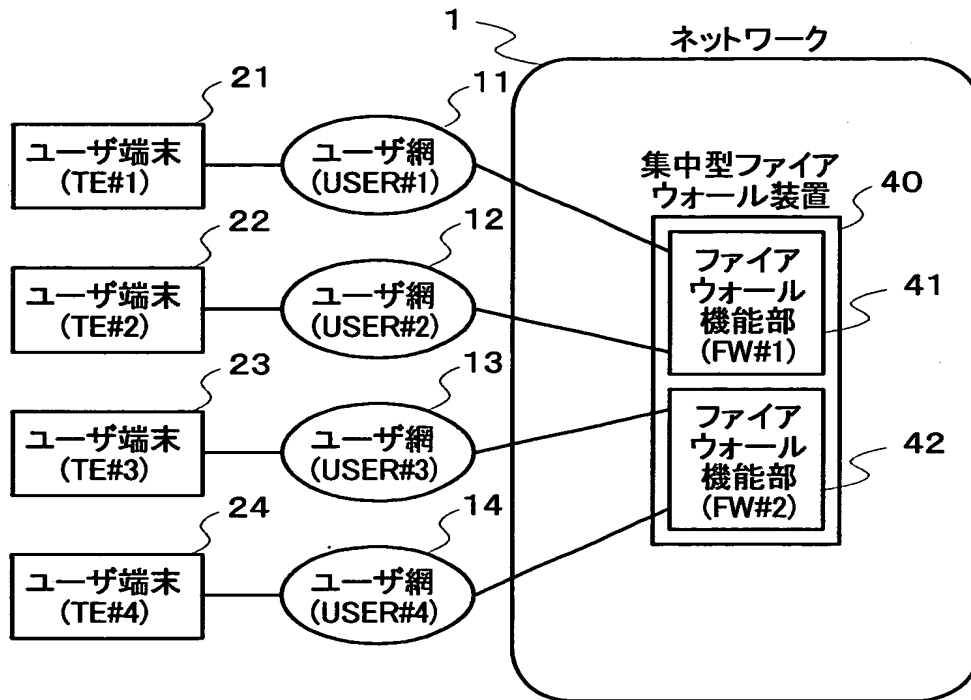 1
ネットワーク
21
ユーザ端末
(TE#1)
11
ユーザ網
(USER#1)
集中型ファイア
ウォール装置
40
22
ユーザ端末
(TE#2)
12
ユーザ網
(USER#2)
ファイア
ウォール
機能部
(FW#1)
41
23
ユーザ端末
(TE#3)
13
ユーザ網
(USER#3)
ファイア
ウォール
機能部
(FW#2)
42
24
ユーザ端末
(TE#4)
14
ユーザ網
(USER#4)